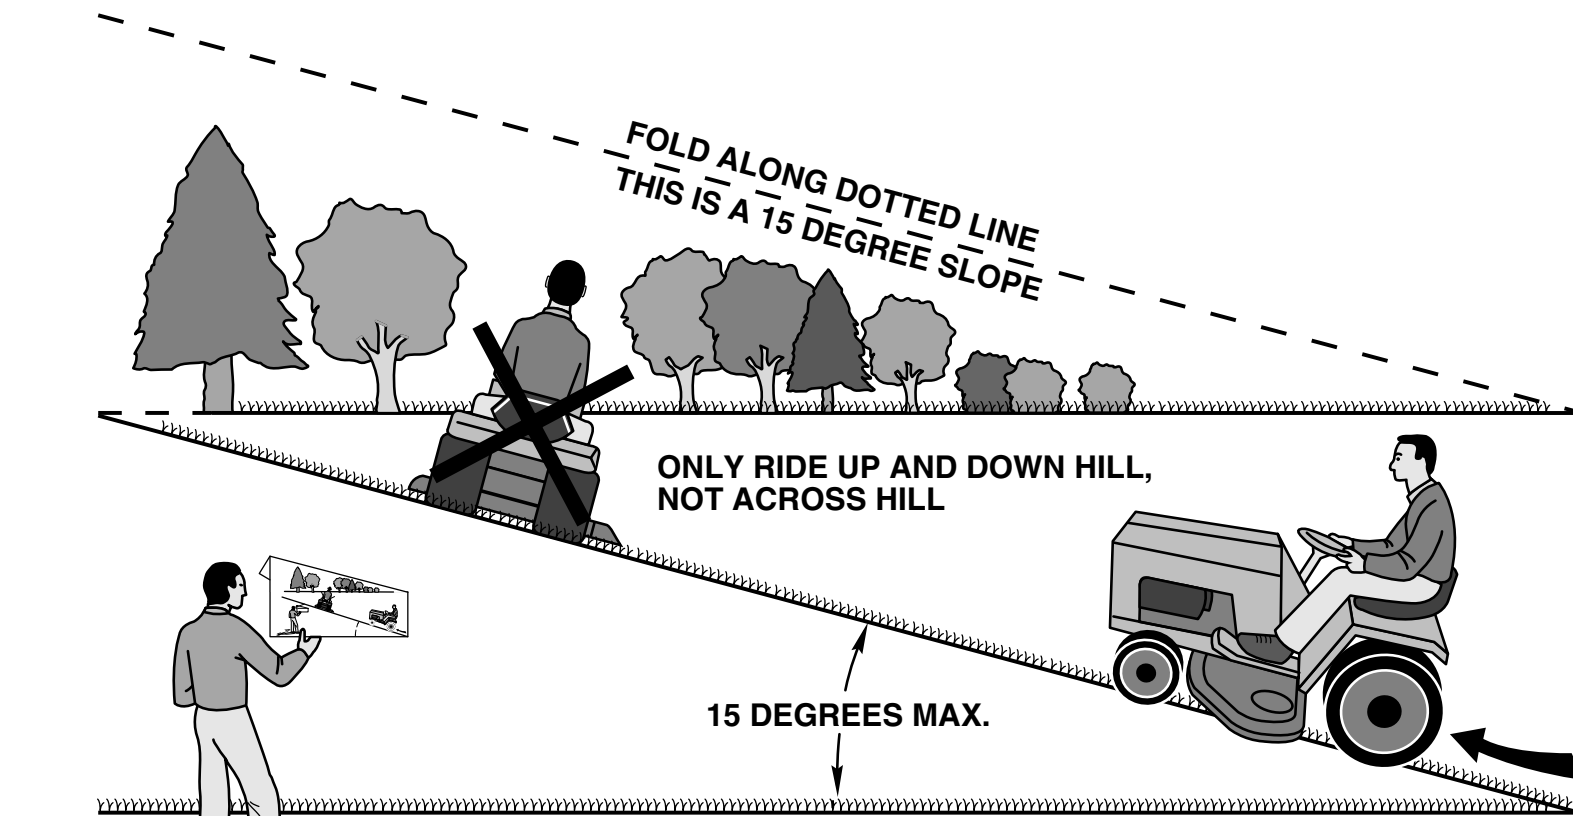 FOLD ALONG DOTTED LINE
THIS IS A 15 DEGREE SLOPE
ONLY RIDE UP AND DOWN HILL,
NOT ACROSS HILL
15 DEGREES MAX.